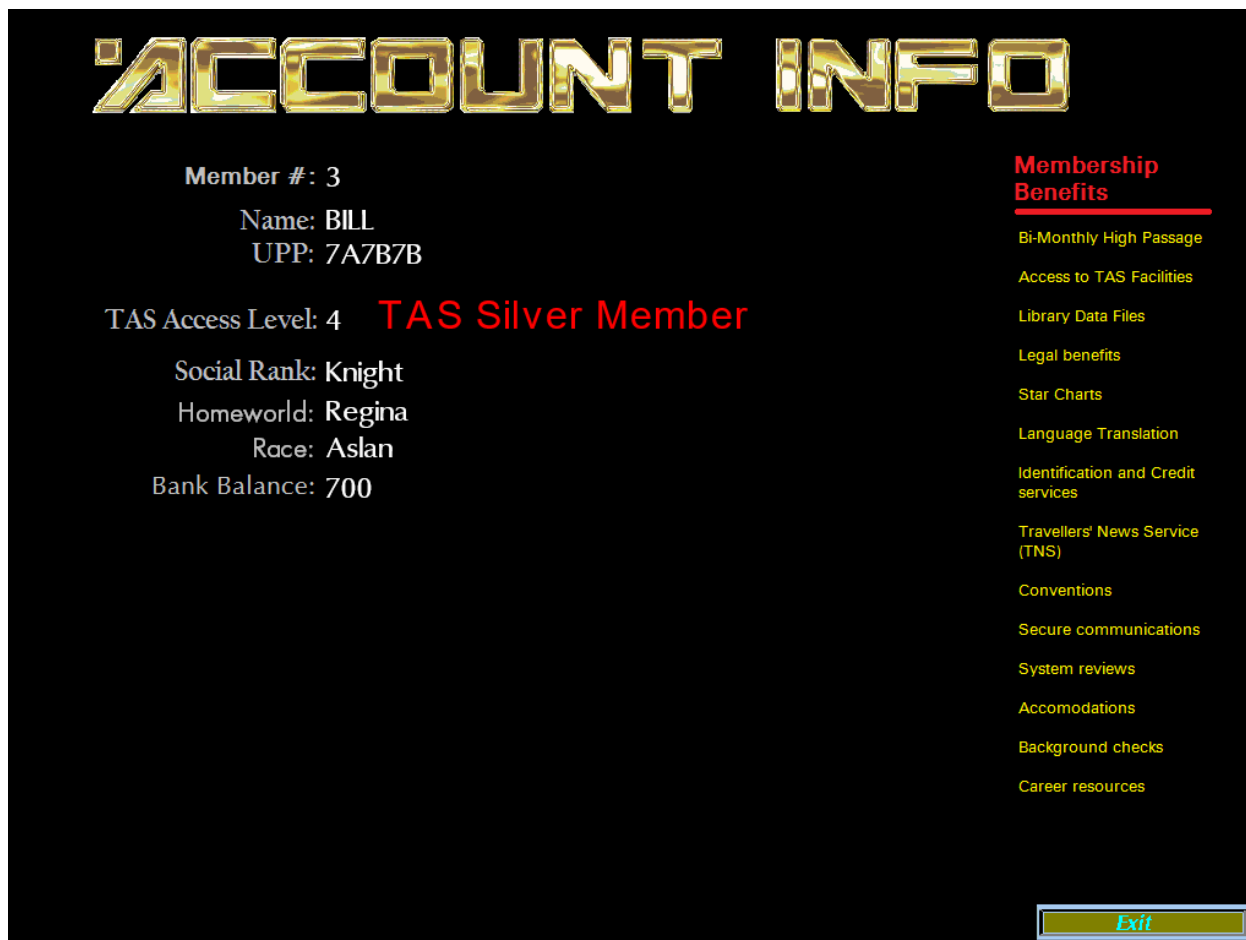 ACCOUNT INFO
Member #: 3
Name: BILL
UPP: 7A7B7B
TAS Access Level: 4 TAS Silver Member
Social Rank: Knight
Homeworld: Regina
Race: Aslan
Bank Balance: 700
Membership
Benefits
Bi-Monthly High Passage
Access to TAS Facilities
Library Data Files
Legal benefits
Star Charts
Language Translation
Identification and Credit
services
Travellers' News Service
(TNS)
Conventions
Secure communications
System reviews
Accomodations
Background checks
Career resources
Exit